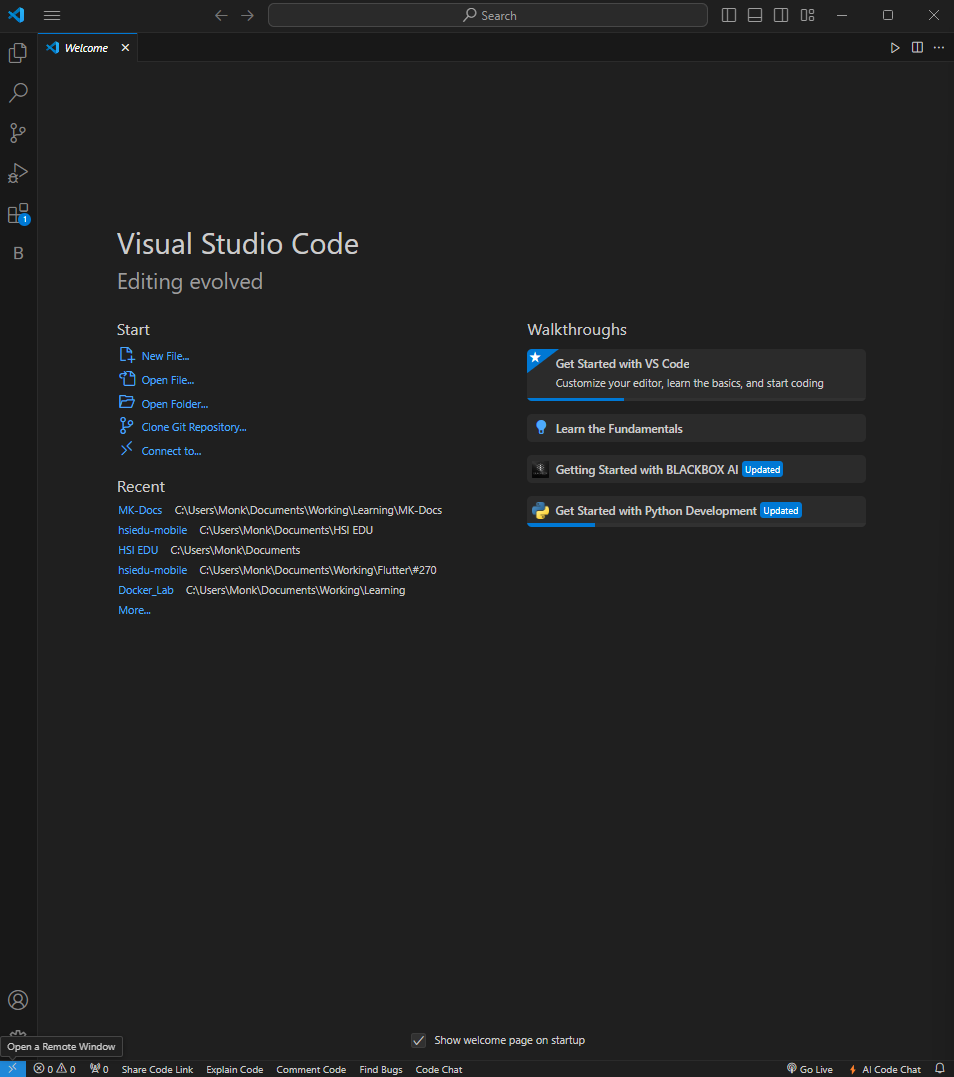 Search
Welcome
1
B
Visual Studio Code
Editing evolved
Start
New File...
Open File...
Open Folder...
Clone Git Repository...
Connect to...
Recent
MK-Docs C:\Users\Monk\Documents\Working\Learning\MK-Docs
hsiedu-mobile C:\Users\Monk\Documents\HSI EDU
HSI EDU C:\Users\Monk\Documents
hsiedu-mobile C:\Users\Monk\Documents\Working\Flutter\#270
Docker_Lab C:\Users\Monk\Documents\Working\Learning
More...
Walkthroughs
Get Started with VS Code
Customize your editor, learn the basics, and start coding
Learn the Fundamentals
Getting Started with BLACKBOX AI Updated
Get Started with Python Development Updated
Show welcome page on startup
Open a Remote Window
0 0 0 Share Code Link Explain Code Comment Code Find Bugs Code Chat Go Live AI Code Chat